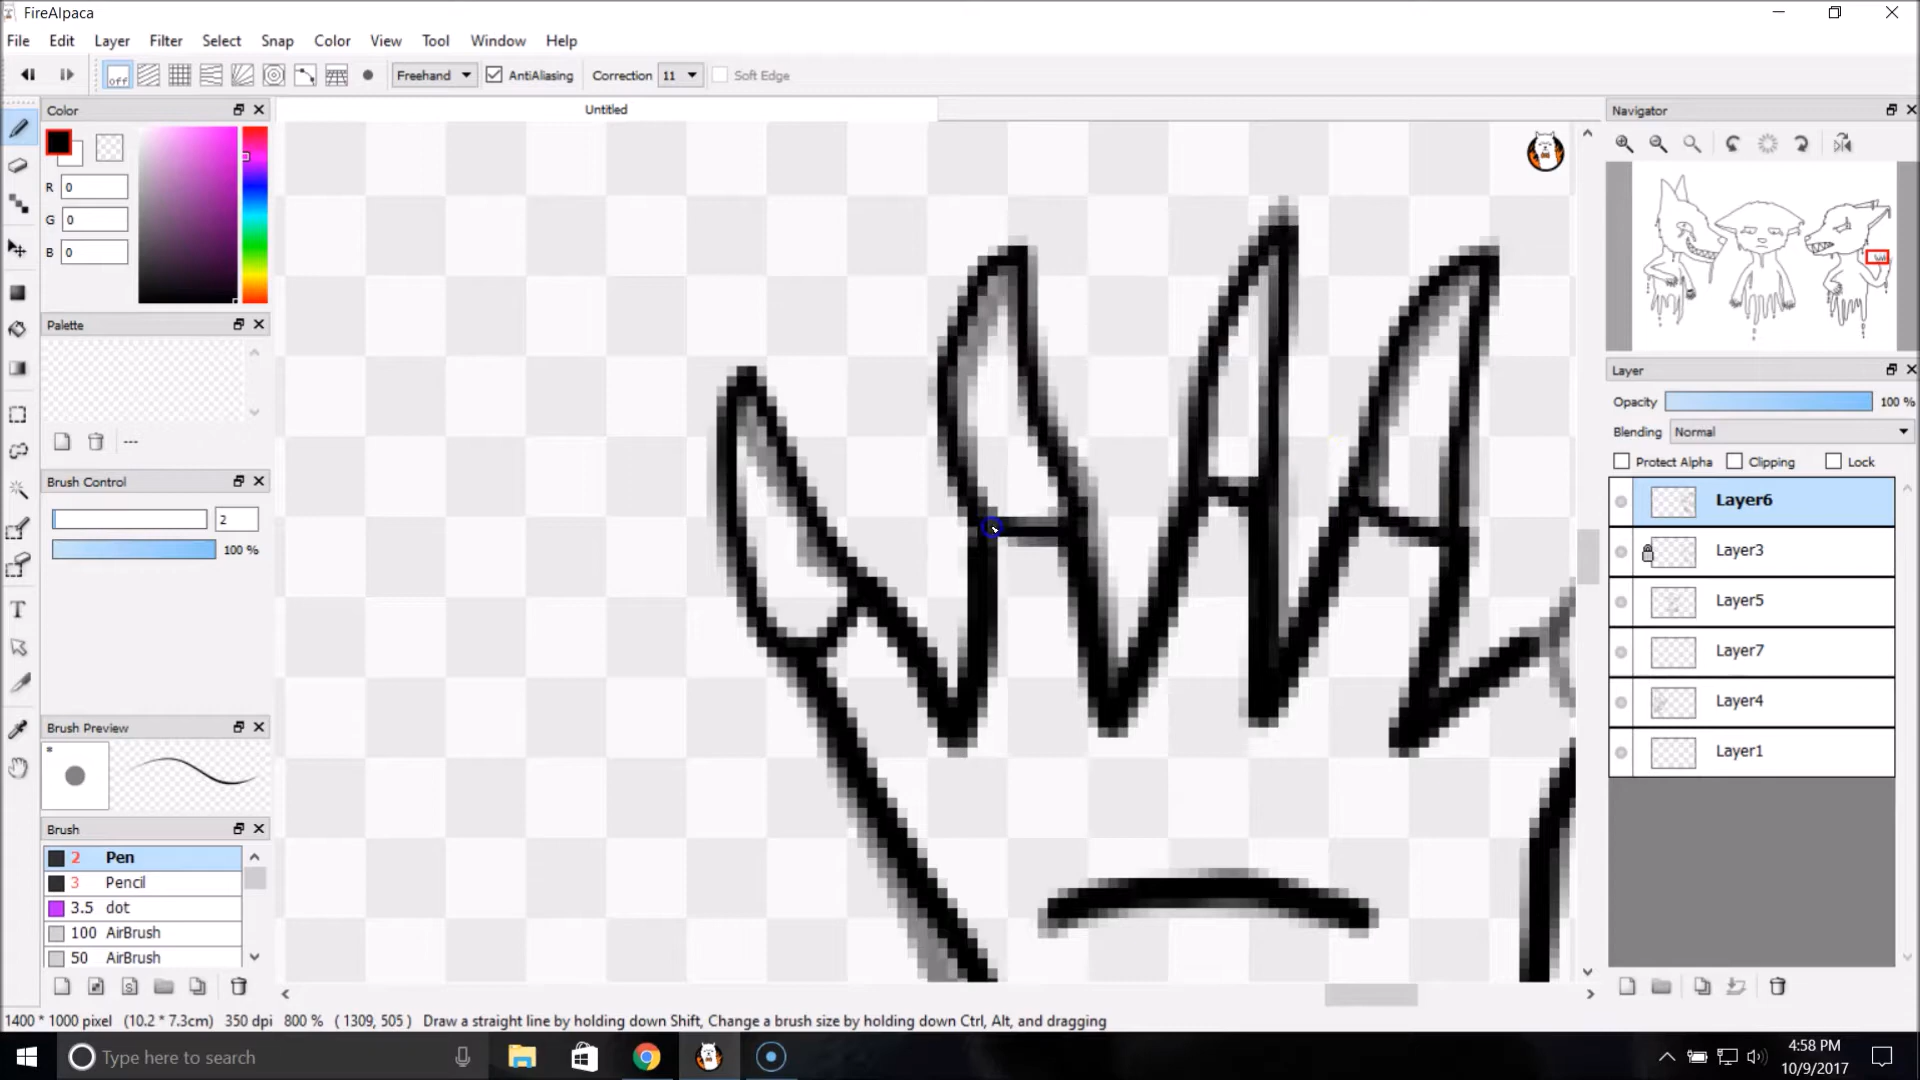 FireAlpaca
File Edit Layer Filter Select Snap Color View Tool Window Help
off Freehand AntiAliasing Correction 11 Soft Edge
Color
Untitled
Navigator
R 0
G 0
B 0
Palette
---
Brush Control
2
100 %
Brush Preview
*
Brush
2 Pen
3 Pencil
3.5 dot
100 AirBrush
50 AirBrush
Layer
Opacity 100 %
Blending Normal
Protect Alpha Clipping Lock
Layer6
Layer3
Layer5
Layer7
Layer4
Layer1
1400 * 1000 pixel (10.2 * 7.3cm) 350 dpi 800 % ( 1309, 505 ) Draw a straight line by holding down Shift, Change a brush size by holding down Ctrl, Alt, and dragging
Type here to search
4:58 PM
10/9/2017